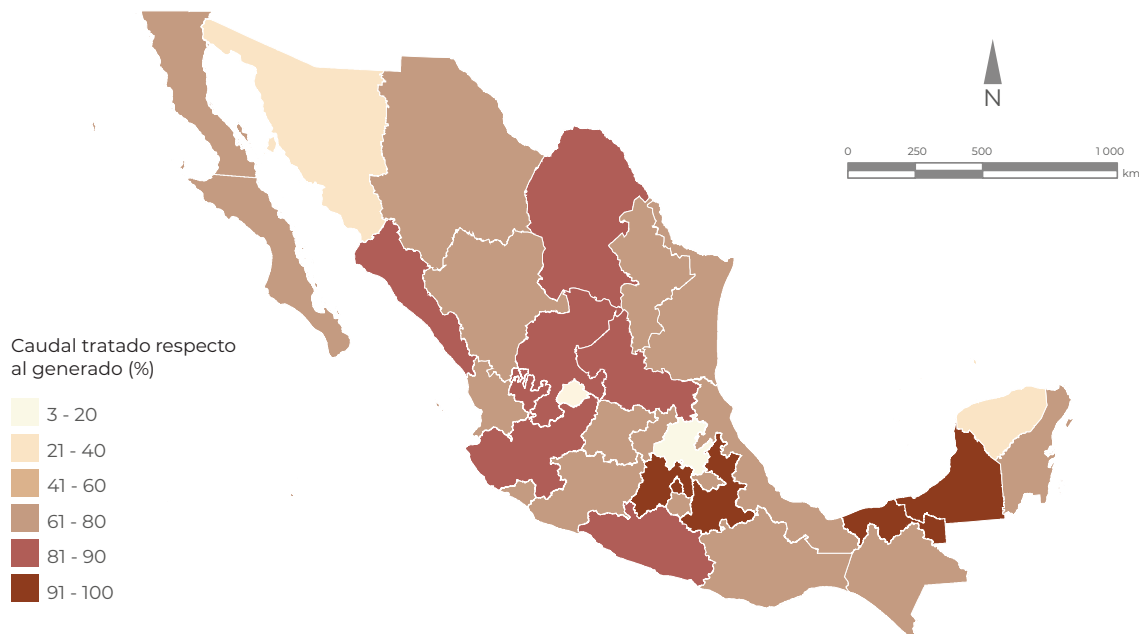 N
0 250 500 1 000
km
Caudal tratado respecto
al generado (%)
3 - 20
21 - 40
41 - 60
61 - 80
81 - 90
91 - 100